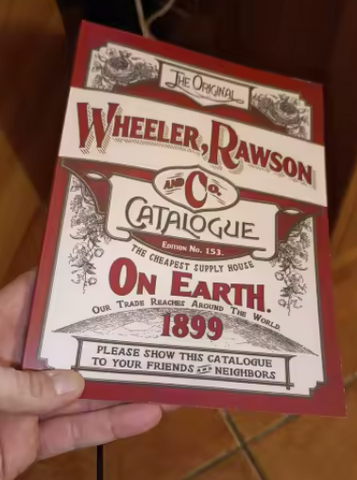 The Original
Wheeler, Rawson
and Co.
Catalogue
Edition No. 153.
The Cheapest Supply House
On Earth.
Our Trade Reaches Around The World
1899
Please show this catalogue
to your friends and neighbors